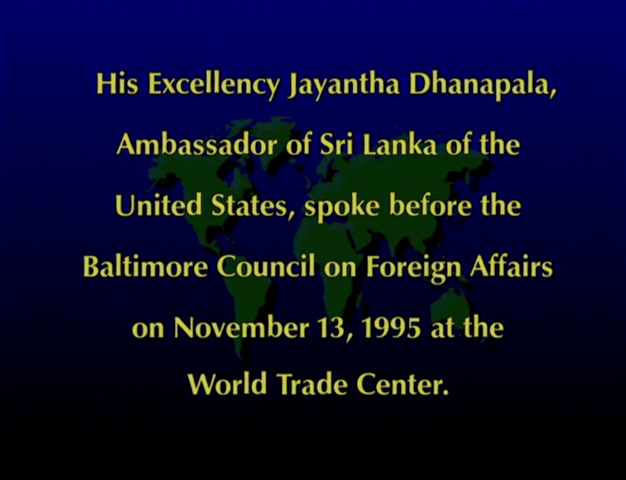 His Excellency Jayantha Dhanapala,
Ambassador of Sri Lanka of the
United States, spoke before the
Baltimore Council on Foreign Affairs
on November 13, 1995 at the
World Trade Center.